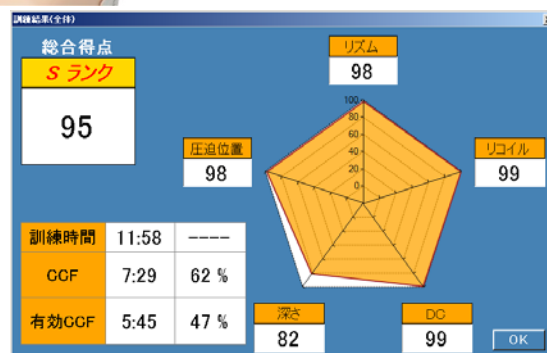 訓練結果(全体)
総合得点
S ランク
95
リズム
98
圧迫位置
98
リコイル
99
100
80
60
40
20
0
訓練時間 11:58 ----
CCF 7:29 62 %
有効CCF 5:45 47 %
深さ
82
DC
99
OK